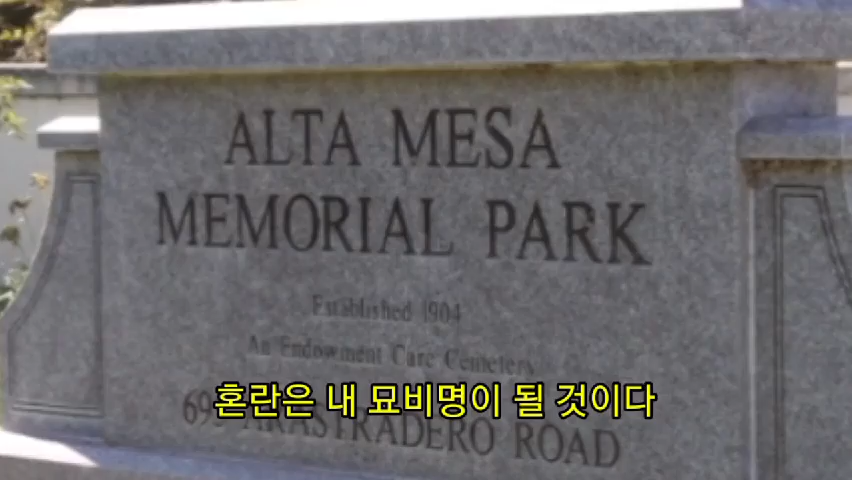 ALTA MESA
MEMORIAL PARK
Established 1904
An Endowment Care Cemetery
혼란은 내 묘비명이 될 것이다
ARASTRADERO ROAD